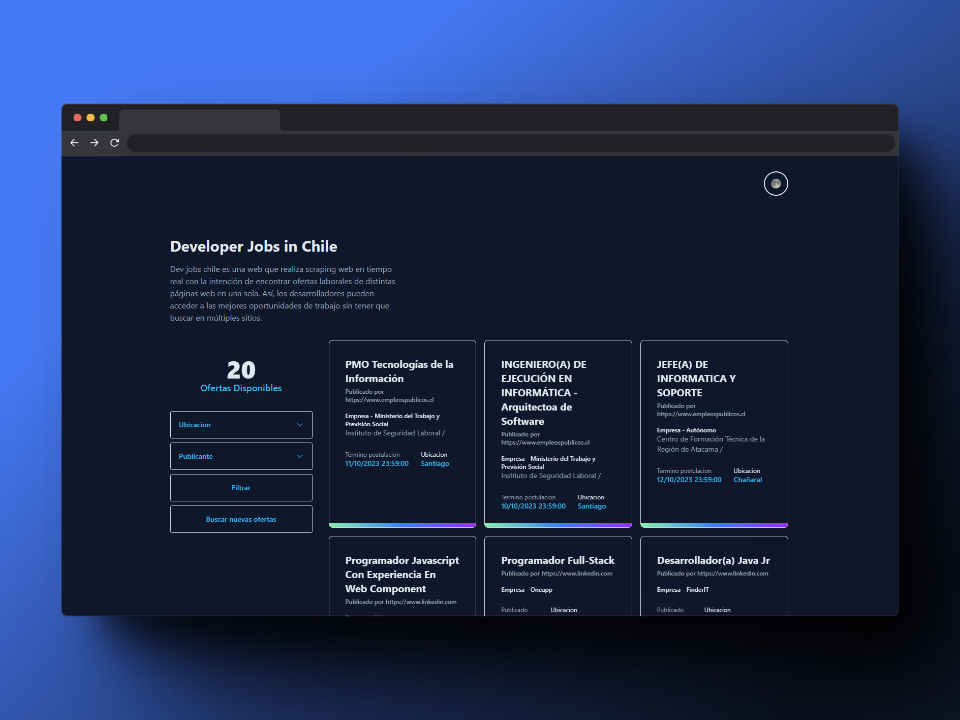 Developer Jobs in Chile
Dev jobs chile es una web que realiza scraping web en tiempo
real con la intención de encontrar ofertas laborales de distintas
páginas web en una sola. Así, los desarrolladores pueden
acceder a las mejores oportunidades de trabajo sin tener que
buscar en múltiples sitios.
20
Ofertas Disponibles
Ubicacion
Publicante
Filtrar
Buscar nuevas ofertas
PMO Tecnologías de la
Información
Publicado por
https://www.empleospublicos.cl
Empresa - Ministerio del Trabajo y
Previsión Social
Instituto de Seguridad Laboral /
Termino postulacion
Ubicacion
11/10/2023 23:59:00
Santiago
INGENIERO(A) DE
EJECUCIÓN EN
INFORMÁTICA -
Arquitectoa de
Software
Publicado por
https://www.empleospublicos.cl
Empresa - Ministerio del Trabajo y
Previsión Social
Instituto de Seguridad Laboral /
Termino postulacion
Ubicacion
10/10/2023 23:59:00
Santiago
JEFE(A) DE
INFORMATICA Y
SOPORTE
Publicado por
https://www.empleospublicos.cl
Empresa - Autónomo
Centro de Formación Técnica de la
Región de Atacama /
Termino postulacion
Ubicacion
12/10/2023 23:59:00
Chañaral
Programador Javascript
Con Experiencia En
Web Component
Publicado por https://www.linkedin.com
Programador Full-Stack
Publicado por https://www.linkedin.com
Empresa - Oneapp
Publicado
Ubicacion
Desarrollador(a) Java Jr
Publicado por https://www.linkedin.com
Empresa - FinderIT
Publicado
Ubicacion